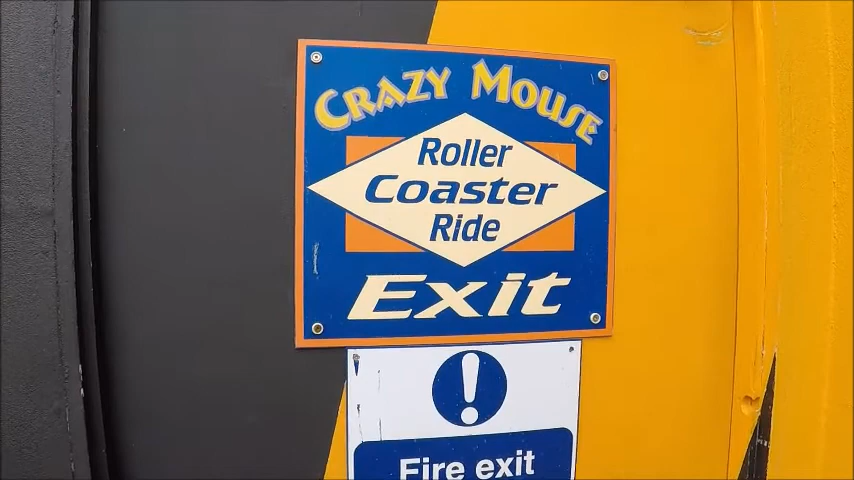 Crazy Mouse
Roller
Coaster
Ride
Exit
!
Fire exit